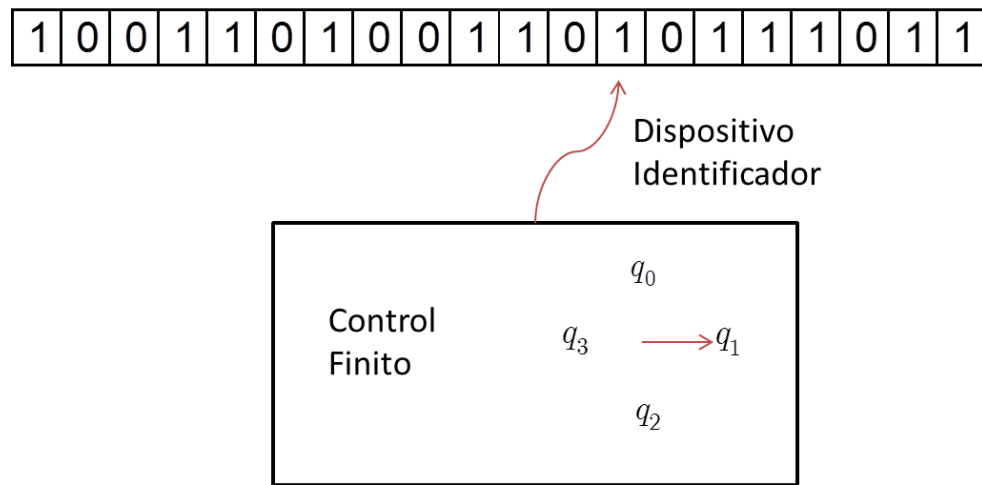 1 0 0 1 1 0 1 0 0 1 1 0 1 0 1 1 1 0 1 1
Dispositivo
Identificador
q0
Control
Finito
q3
q1
q2